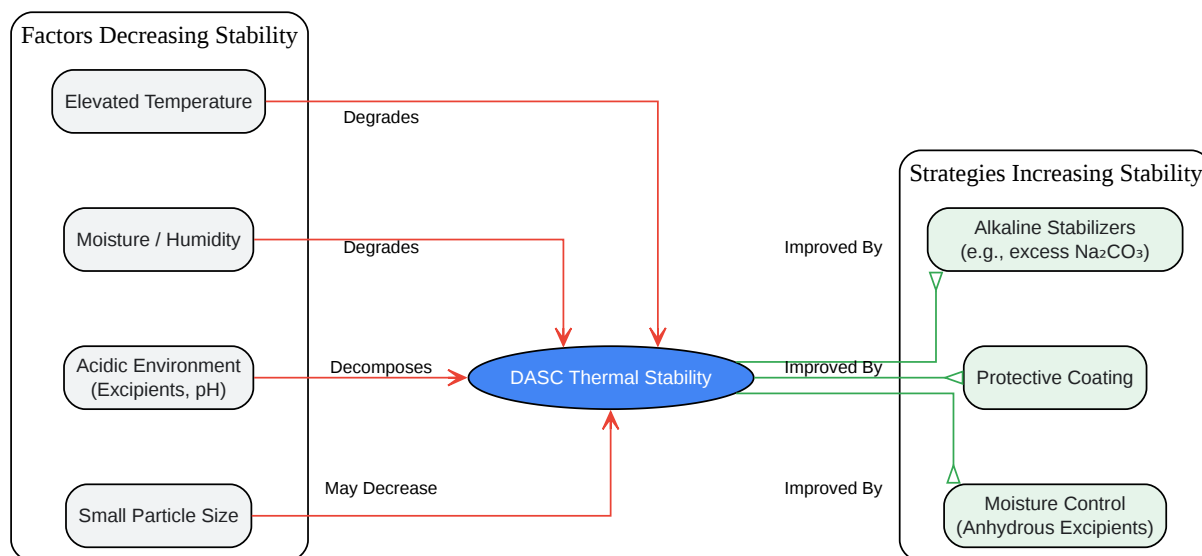 Factors Decreasing Stability
Elevated Temperature
Degrades
Moisture / Humidity
Degrades
Acidic Environment
(Excipients, pH)
Decomposes
Small Particle Size
May Decrease
DASC Thermal Stability
Improved By
Improved By
Improved By
Strategies Increasing Stability
Alkaline Stabilizers
(e.g., excess Na₂CO₃)
Protective Coating
Moisture Control
(Anhydrous Excipients)